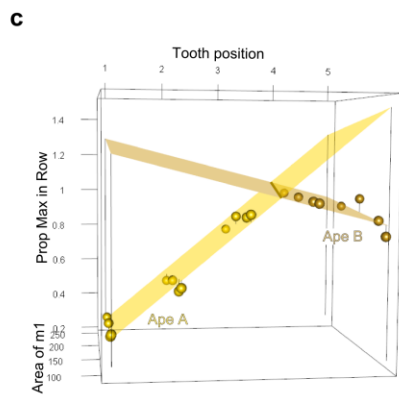 c
Tooth position
1 2 3 4 5
Prop Max in Row
1.4
1.2
1
0.8
0.6
0.4
0.2
Ape A
Ape B
Area of m1
250
200
150
100